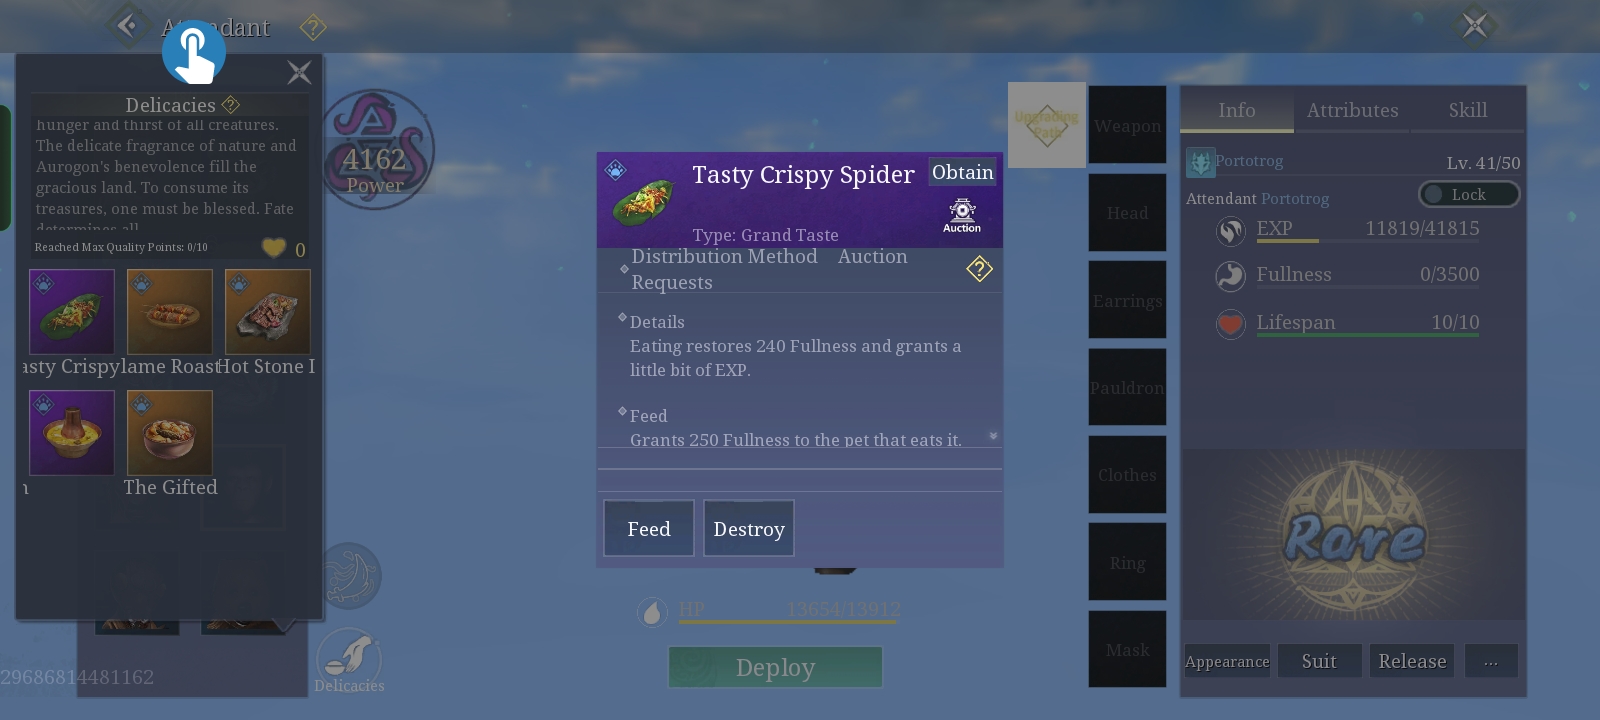 Attendant
Delicacies
hunger and thirst of all creatures.
The delicate fragrance of nature and
Aurogon's benevolence fill the
gracious land. To consume its
treasures, one must be blessed. Fate
determines all
Reached Max Quality Points: 0/10
0
asty Crispy
lame Roast
Hot Stone I
n
The Gifted
4162
Power
Delicacies
29686814481162
Tasty Crispy Spider
Obtain
Type: Grand Taste
Auction
Distribution Method Auction
Requests
Details
Eating restores 240 Fullness and grants a
little bit of EXP.
Feed
Grants 250 Fullness to the pet that eats it.
Feed
Destroy
HP 13654/13912
Deploy
Upgrading
Path
Weapon
Head
Earrings
Pauldron
Clothes
Ring
Mask
Info
Attributes
Skill
Portotrog
Lv. 41/50
Attendant Portotrog
Lock
EXP 11819/41815
Fullness 0/3500
Lifespan 10/10
Rare
Appearance
Suit
Release
...